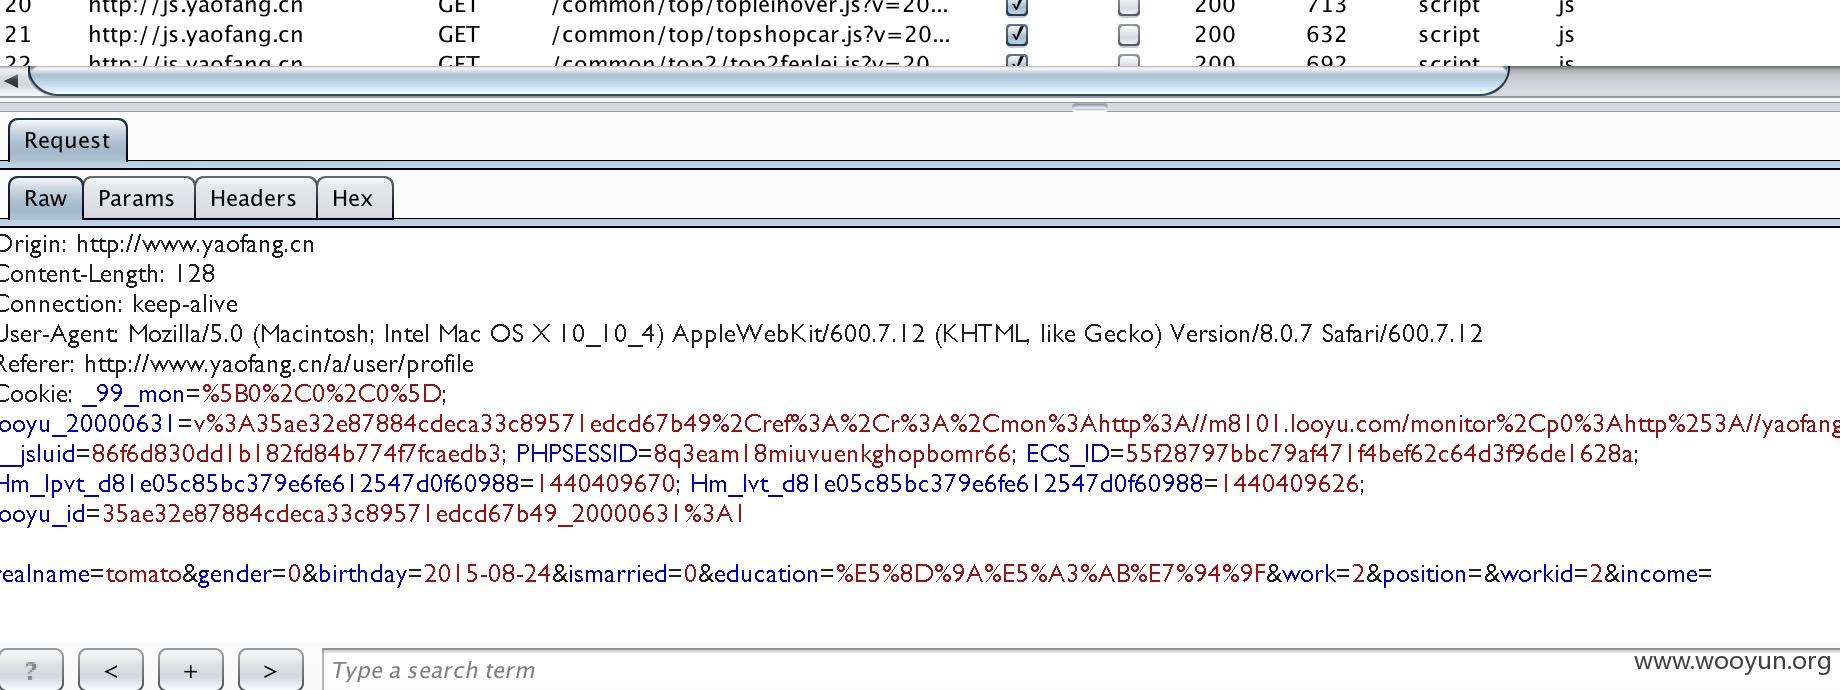 20 http://js.yaofang.cn GET /common/top/topleihover.js?v=20... 200 713 script js
21 http://js.yaofang.cn GET /common/top/topshopcar.js?v=20... 200 632 script js
22 http://js.yaofang.cn GET /common/top2/top2fenlei.js?v=20... 200 692 script js
Request
Raw Params Headers Hex
Origin: http://www.yaofang.cn
Content-Length: 128
Connection: keep-alive
User-Agent: Mozilla/5.0 (Macintosh; Intel Mac OS X 10_10_4) AppleWebKit/600.7.12 (KHTML, like Gecko) Version/8.0.7 Safari/600.7.12
Referer: http://www.yaofang.cn/a/user/profile
Cookie: _99_mon=%5B0%2C0%2C0%5D;
ooyu_20000631=v%3A35ae32e87884cdeca33c89571edcd67b49%2Cref%3A%2Cr%3A%2Cmon%3Ahttp%3A//m8101.looyu.com/monitor%2Cp0%3Ahttp%253A//yaofang
__jsluid=86f6d830dd1b182fd84b774f7fcaedb3; PHPSESSID=8q3eam18miuvuenkghopbomr66; ECS_ID=55f28797bbc79af471f4bef62c64d3f96de1628a;
Hm_lpvt_d81e05c85bc379e6fe612547d0f60988=1440409670; Hm_lvt_d81e05c85bc379e6fe612547d0f60988=1440409626;
ooyu_id=35ae32e87884cdeca33c89571edcd67b49_20000631%3A1
realname=tomato&gender=0&birthday=2015-08-24&ismarried=0&education=%E5%8D%9A%E5%A3%AB%E7%94%9F&work=2&position=&workid=2&income=
? < + > Type a search term
www.wooyun.org